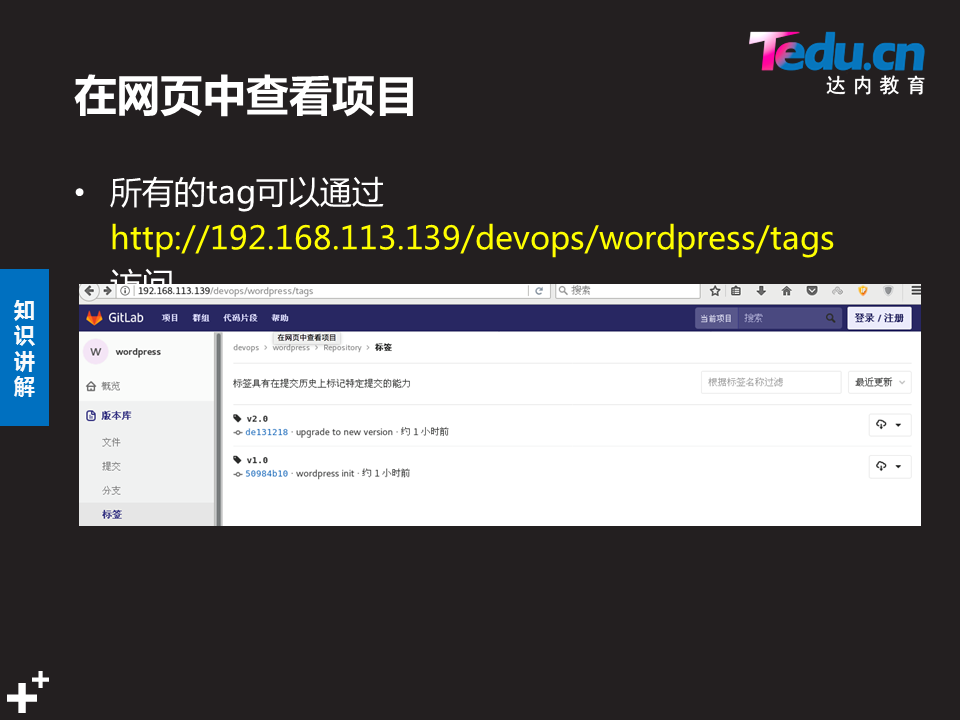 Tedu.cn
达内教育
在网页中查看项目
• 所有的tag可以通过
http://192.168.113.139/devops/wordpress/tags
访问
知识讲解
192.168.113.139/devops/wordpress/tags
搜索
GitLab 项目 群组 代码片段 帮助 当前项目 搜索 登录 / 注册
在网页中查看项目
W wordpress
devops > wordpress > Repository > 标签
概览
标签具有在提交历史上标记特定提交的能力 根据标签名称过滤 最近更新
版本库
v2.0
de131218 · upgrade to new version · 约 1 小时前
文件
v1.0
提交
50984b10 · wordpress init · 约 1 小时前
分支
标签